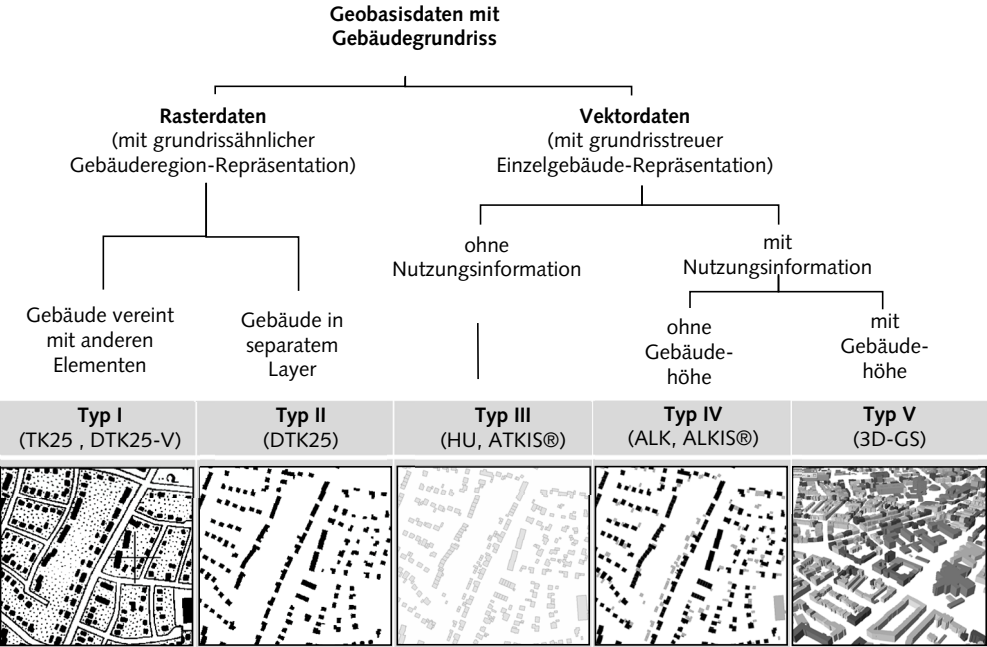 Geobasisdaten mit
Gebäudegrundriss
Rasterdaten
(mit grundrissähnlicher
Gebäuderegion-Repräsentation)
Vektordaten
(mit grundrisstreuer
Einzelgebäude-Repräsentation)
ohne
Nutzungsinformation
mit
Nutzungsinformation
Gebäude vereint
mit anderen
Elementen
Gebäude in
separatem
Layer
ohne
Gebäude-
höhe
mit
Gebäude-
höhe
Typ I
(TK25 , DTK25-V)
Typ II
(DTK25)
Typ III
(HU, ATKIS®)
Typ IV
(ALK, ALKIS®)
Typ V
(3D-GS)